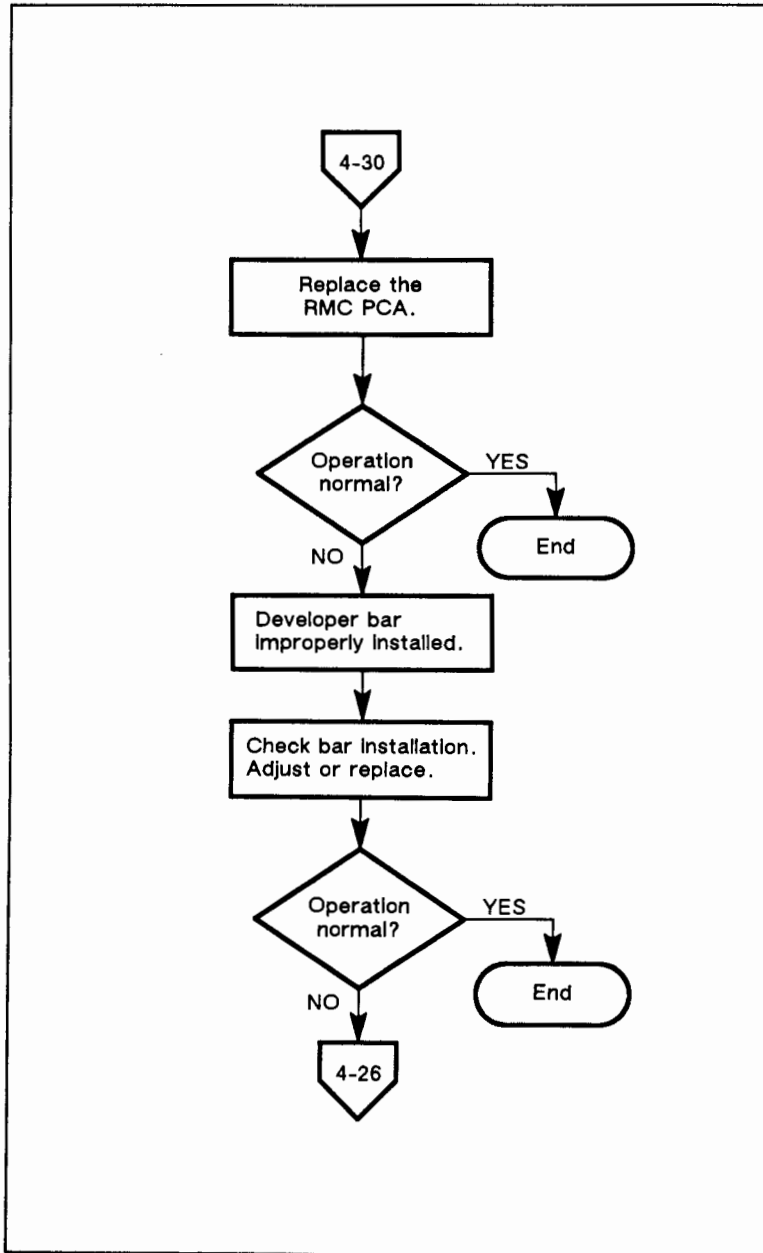 4-30
Replace the
RMC PCA.
Operation
normal?
YES
End
NO
Developer bar
improperly installed.
Check bar installation.
Adjust or replace.
Operation
normal?
YES
End
NO
4-26